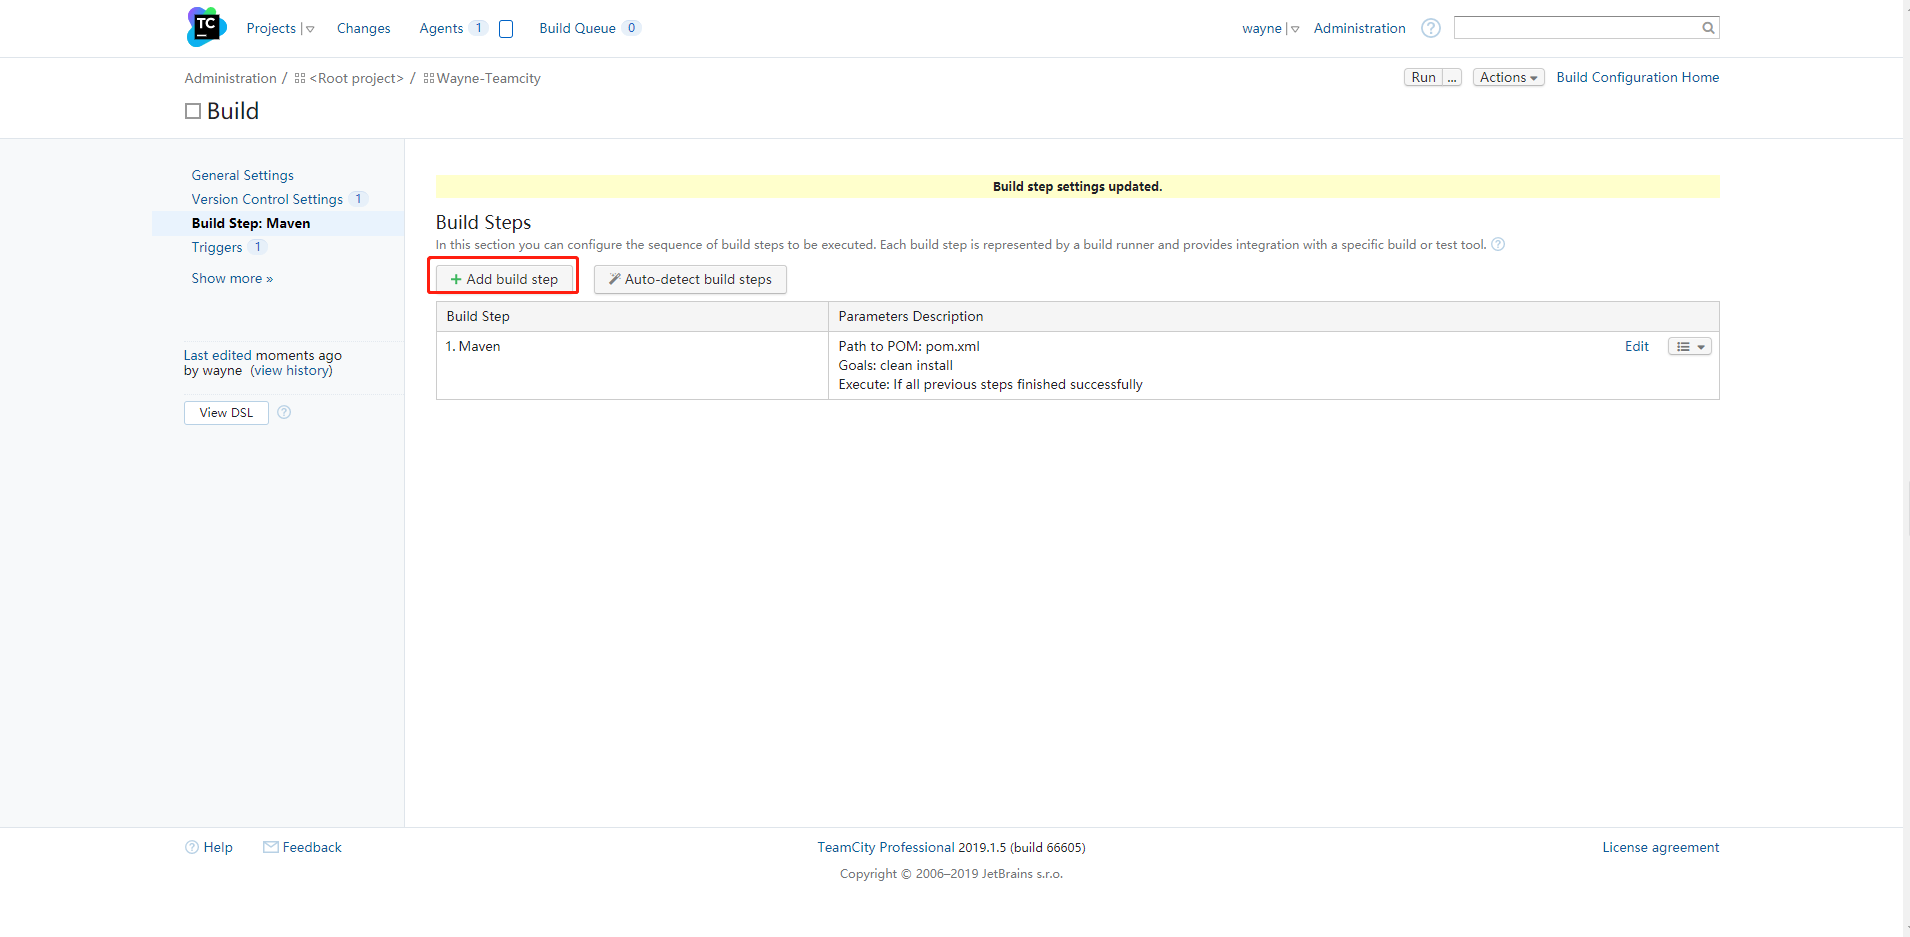 TC
Projects
Changes
Agents 1
Build Queue 0
wayne
Administration
?
Administration / <Root project> / Wayne-Teamcity
Run ...
Actions
Build Configuration Home
Build
General Settings
Version Control Settings 1
Build Step: Maven
Triggers 1
Show more »
Last edited moments ago
by wayne (view history)
View DSL ?
Build step settings updated.
Build Steps
In this section you can configure the sequence of build steps to be executed. Each build step is represented by a build runner and provides integration with a specific build or test tool. ?
+ Add build step
Auto-detect build steps
Build Step
Parameters Description
1. Maven
Path to POM: pom.xml
Goals: clean install
Execute: If all previous steps finished successfully
Edit
? Help
Feedback
TeamCity Professional 2019.1.5 (build 66605)
Copyright © 2006–2019 JetBrains s.r.o.
License agreement